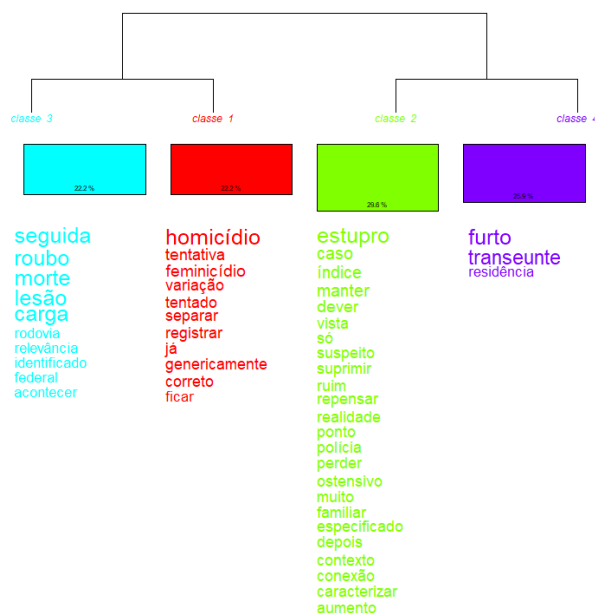 classe 3
classe 1
classe 2
classe 4
22.2 %
22.2 %
29.6 %
25.9 %
seguida
roubo
morte
lesão
carga
rodovia
relevância
identificado
federal
acontecer
homicídio
tentativa
feminicídio
variação
tentado
separar
registrar
já
genericamente
correto
ficar
estupro
caso
índice
manter
dever
vista
só
suspeito
suprimir
ruim
repensar
realidade
ponto
polícia
perder
ostensivo
muito
familiar
especificado
depois
contexto
conexão
caracterizar
aumento
furto
transeunte
residência